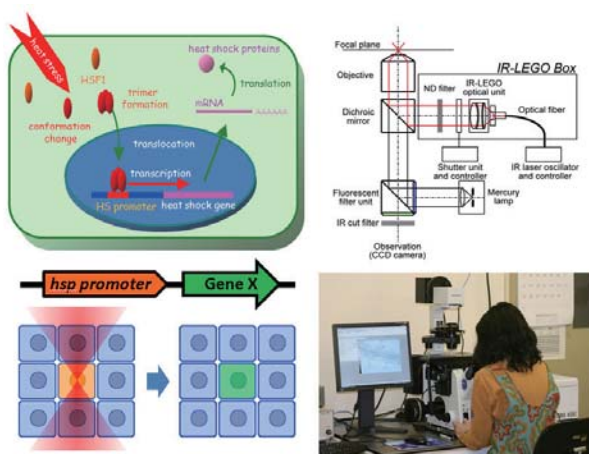 heat stress
HSF1
conformation
change
trimer
formation
heat shock proteins
translation
mRNA
AAAAAA
translocation
transcription
HS promoter
heat shock gene
Focal plane
Objective
Dichroic
mirror
ND filter
IR-LEGO Box
IR-LEGO
optical unit
Optical fiber
Shutter unit
and controller
IR laser oscillator
and controller
Fluorescent
filter unit
Mercury
lamp
IR cut filter
Observation
(CCD camera)
hsp promoter
Gene X